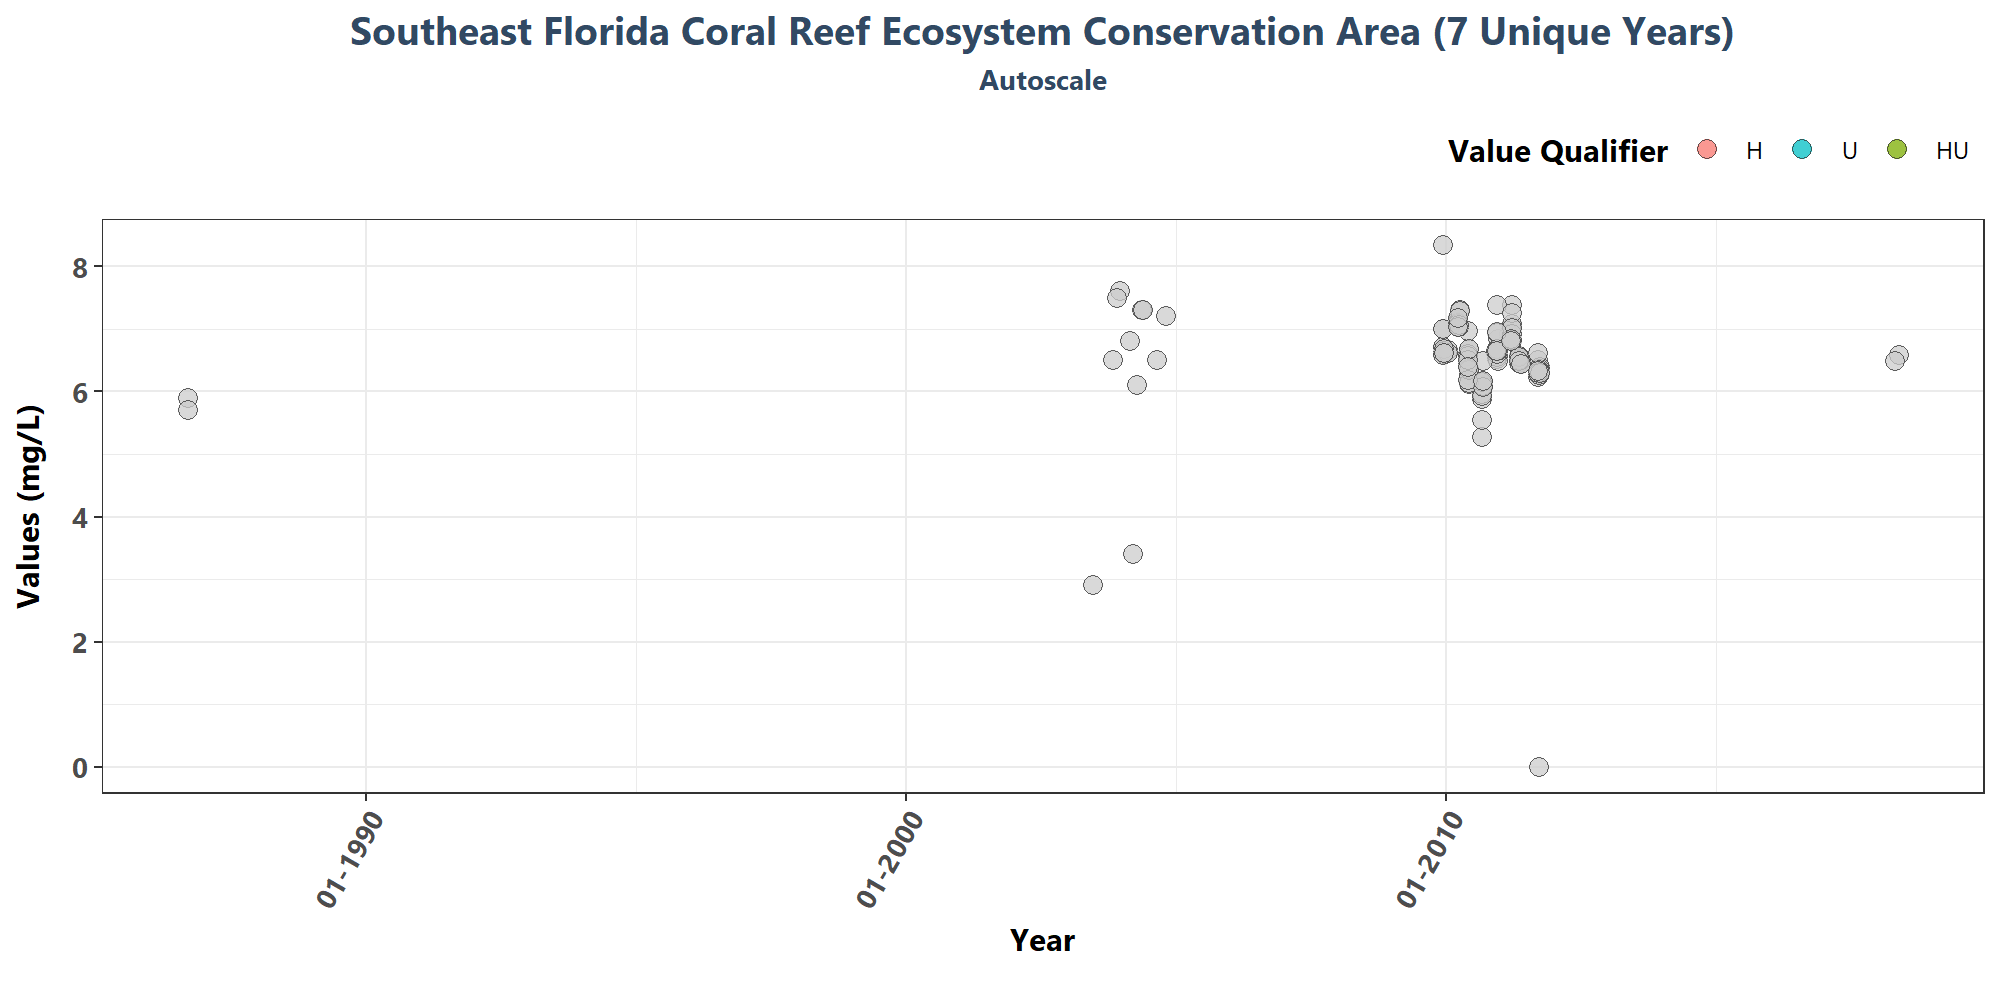 Southeast Florida Coral Reef Ecosystem Conservation Area (7 Unique Years)
Autoscale
Value Qualifier H U HU
Values (mg/L)
8
6
4
2
0
01-1990 01-2000 01-2010
Year